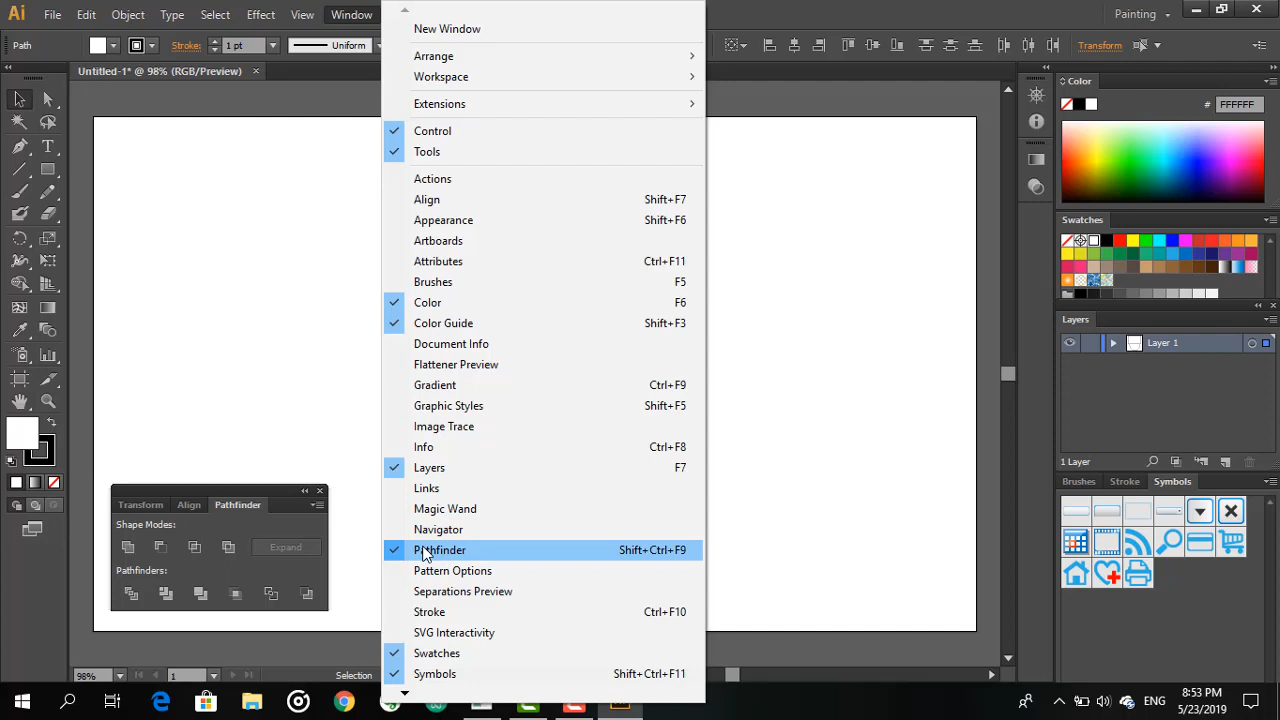 Ai File Edit Object Type Select Effect View Window Painting
Path Stroke: 1 pt Uniform Transform
Untitled-1* @ 98% (RGB/Preview)
New Window
Arrange
Workspace
Extensions
Control
Tools
Actions
Align Shift+F7
Appearance Shift+F6
Artboards
Attributes Ctrl+F11
Brushes F5
Color F6
Color Guide Shift+F3
Document Info
Flattener Preview
Gradient Ctrl+F9
Graphic Styles Shift+F5
Image Trace
Info Ctrl+F8
Layers F7
Links
Magic Wand
Navigator
Pathfinder Shift+Ctrl+F9
Pattern Options
Separations Preview
Stroke Ctrl+F10
SVG Interactivity
Swatches
Symbols Shift+Ctrl+F11
Transform Align Pathfinder
Shape Modes:
Expand
Pathfinders:
Color
# FFFFFF
Swatches
Layers
Layer 1
1 Layer
Brushes Stroke Symbols
98% 1 Selection
ENG 8:53 PM
5/23/2019